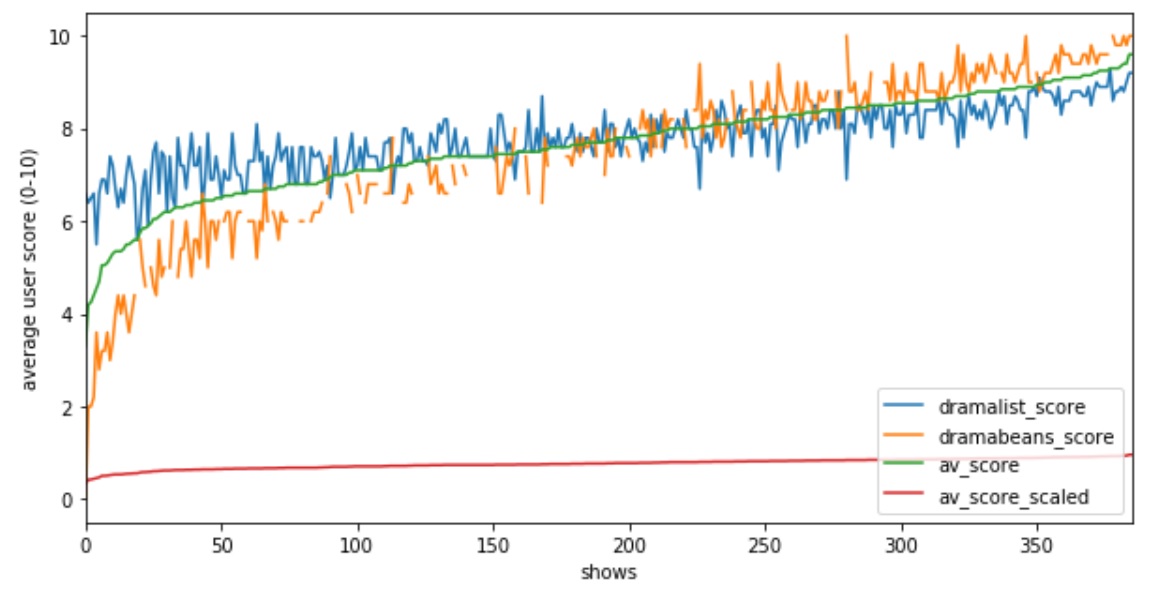 average user score (0-10)
10
8
6
4
2
0
dramalist_score
dramabeans_score
av_score
av_score_scaled
0 50 100 150 200 250 300 350
shows